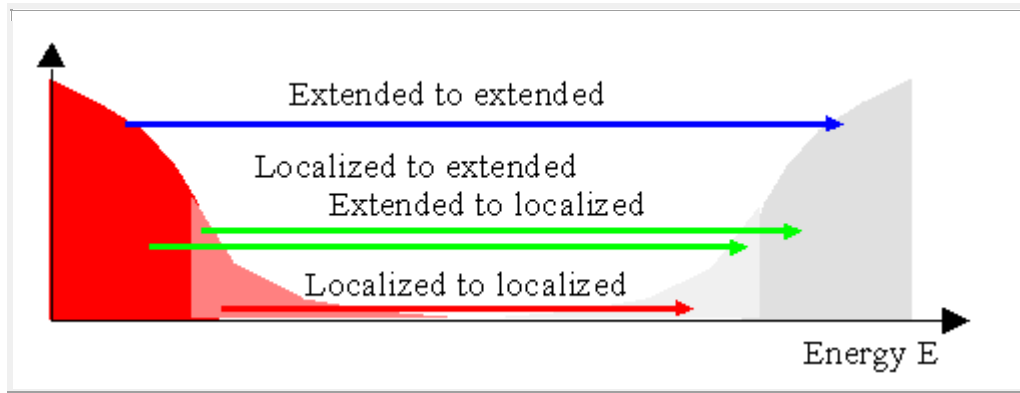 Extended to extended
Localized to extended
Extended to localized
Localized to localized
Energy E